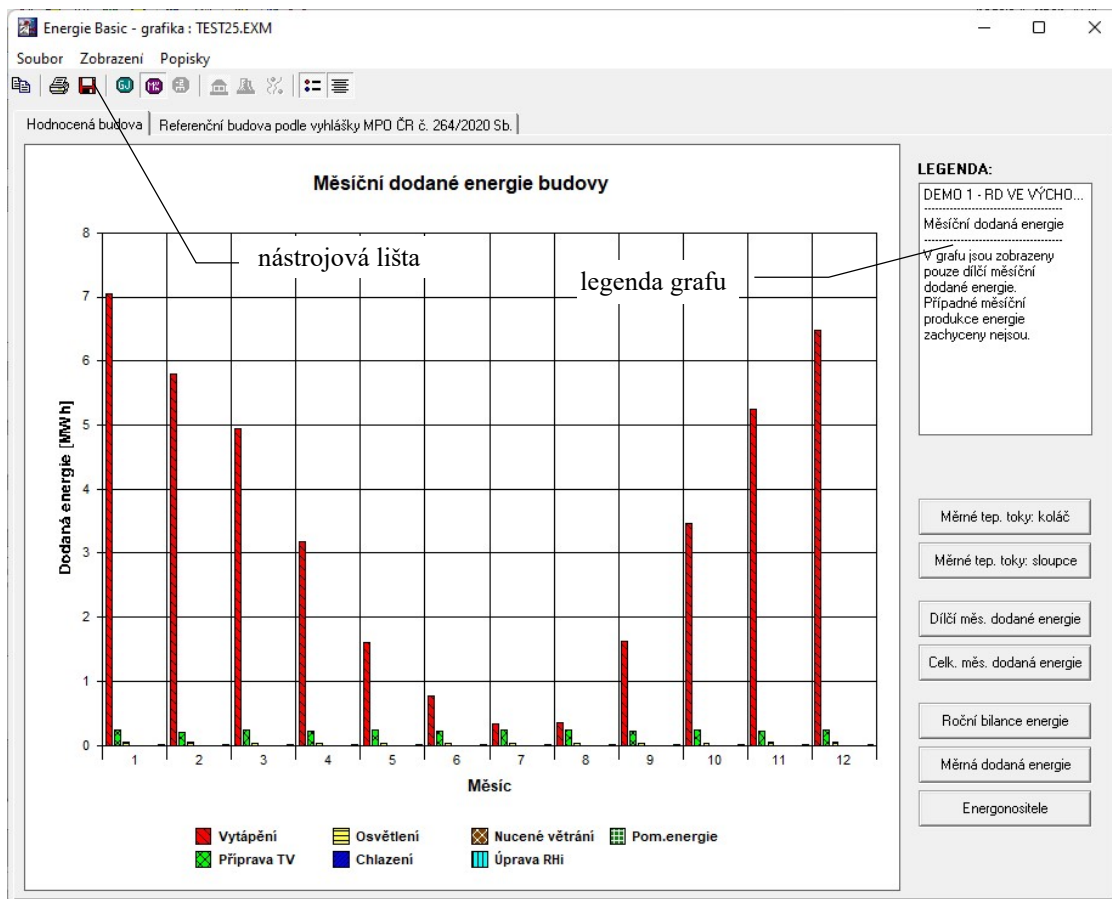 Energie Basic - grafika : TEST25.EXM
Soubor Zobrazení Popisky
GJ
Hodnocená budova Referenční budova podle vyhlášky MPO ČR č. 264/2020 Sb.
Měsíční dodané energie budovy
LEGENDA:
DEMO 1 - RD VE VÝCHO...
Měsíční dodaná energie
V grafu jsou zobrazeny
pouze dílčí měsíční
dodané energie.
Případné měsíční
produkce energie
zachyceny nejsou.
nástrojová lišta
legenda grafu
Dodaná energie [MWh]
8
7
6
5
4
3
2
1
0
1 2 3 4 5 6 7 8 9 10 11 12
Měsíc
Vytápění Osvětlení Nucené větrání Pom.energie
Příprava TV Chlazení Úprava RHi
Měrné tep. toky: koláč
Měrné tep. toky: sloupce
Dílčí měs. dodané energie
Celk. měs. dodaná energie
Roční bilance energie
Měrná dodaná energie
Energonositele